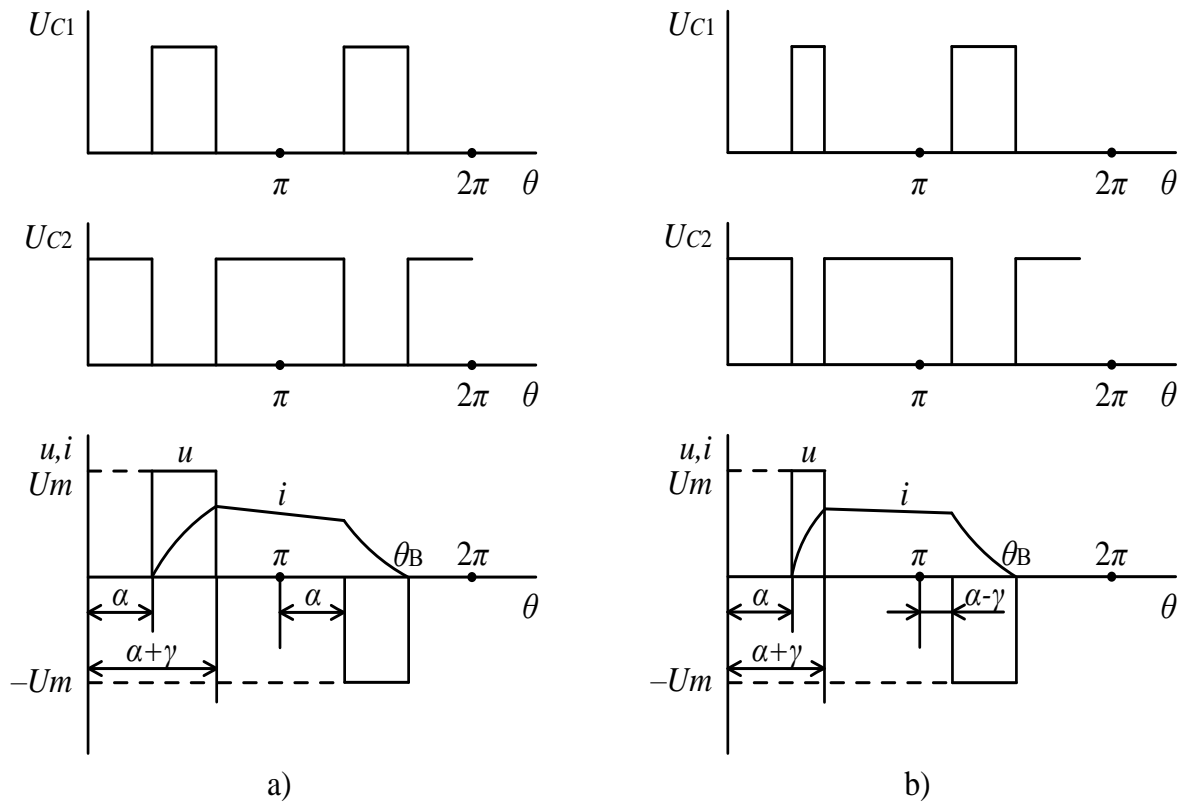 UC1
π 2π θ
UC2
π 2π θ
u,i
Um
u
i
π
θB
2π
θ
α
α
α+γ
–Um
a)
UC1
π 2π θ
UC2
π 2π θ
u,i
Um
u
i
π
θB
2π
θ
α
α-γ
α+γ
–Um
b)